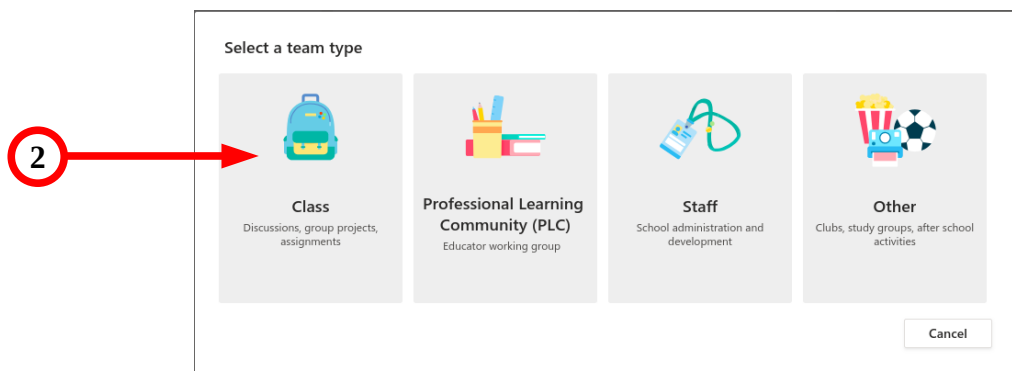 Select a team type
2
Class
Discussions, group projects,
assignments
Professional Learning
Community (PLC)
Educator working group
Staff
School administration and
development
Other
Clubs, study groups, after school
activities
Cancel